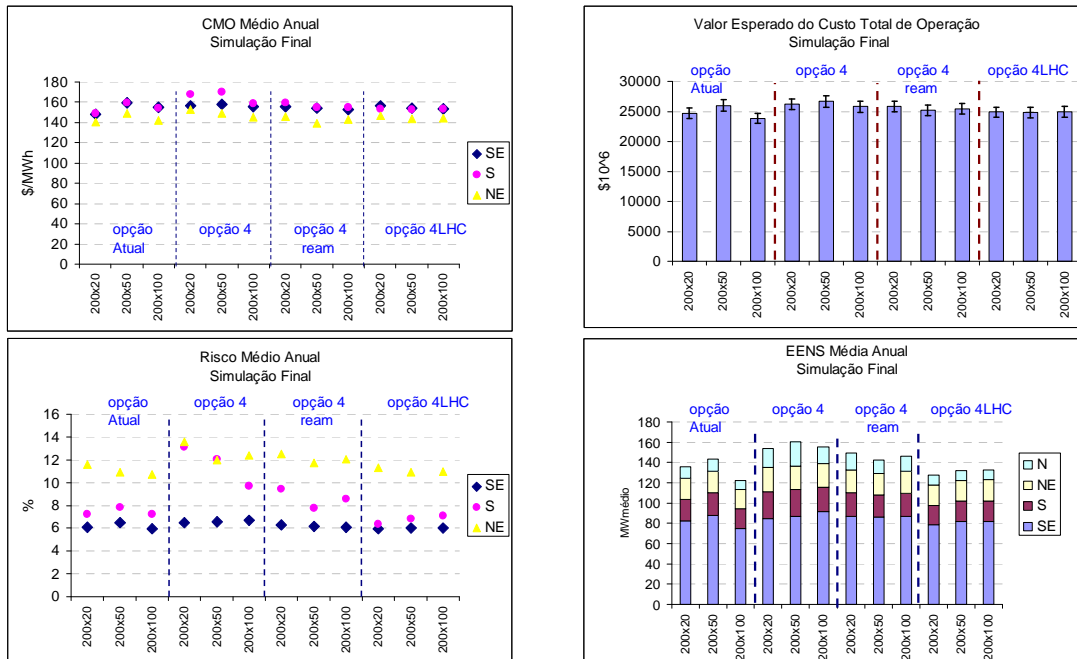 CMO Médio Anual
Simulação Final
180
160
140
120
100
80
60
40
20
0
$/MWh
opção
Atual
opção 4
opção 4
ream
opção 4LHC
200x20
200x50
200x100
200x20
200x50
200x100
200x20
200x50
200x100
200x20
200x50
200x100
SE
S
NE
Valor Esperado do Custo Total de Operação
Simulação Final
opção
Atual
opção 4
opção 4
ream
opção 4LHC
30000
25000
20000
15000
10000
5000
0
$10^6
200x20
200x50
200x100
200x20
200x50
200x100
200x20
200x50
200x100
200x20
200x50
200x100
Risco Médio Anual
Simulação Final
opção
Atual
opção 4
opção 4
ream
opção 4LHC
16
14
12
10
8
6
4
2
0
%
200x20
200x50
200x100
200x20
200x50
200x100
200x20
200x50
200x100
200x20
200x50
200x100
SE
S
NE
EENS Média Anual
Simulação Final
opção
Atual
opção 4
opção 4
ream
opção 4LHC
180
160
140
120
100
80
60
40
20
0
MWmédio
200x20
200x50
200x100
200x20
200x50
200x100
200x20
200x50
200x100
200x20
200x50
200x100
N
NE
S
SE